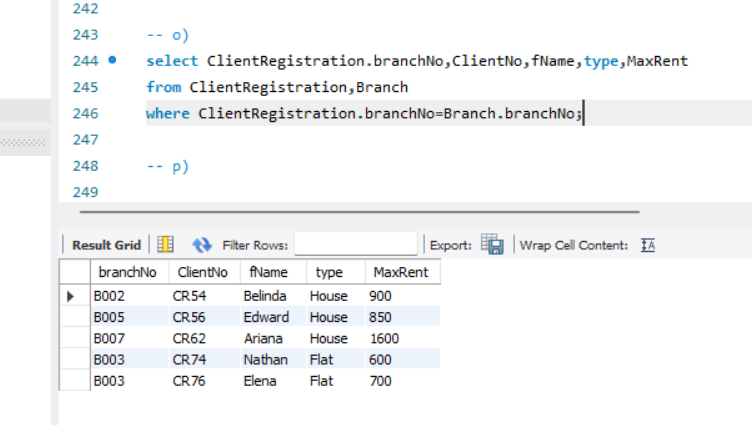 242
243 -- o)
244 select ClientRegistration.branchNo,ClientNo,fName,type,MaxRent
245 from ClientRegistration,Branch
246 where ClientRegistration.branchNo=Branch.branchNo;
247
248 -- p)
249
Result Grid Filter Rows: Export: Wrap Cell Content: IA
branchNo ClientNo fName type MaxRent
B002 CR54 Belinda House 900
B005 CR56 Edward House 850
B007 CR62 Ariana House 1600
B003 CR74 Nathan Flat 600
B003 CR76 Elena Flat 700